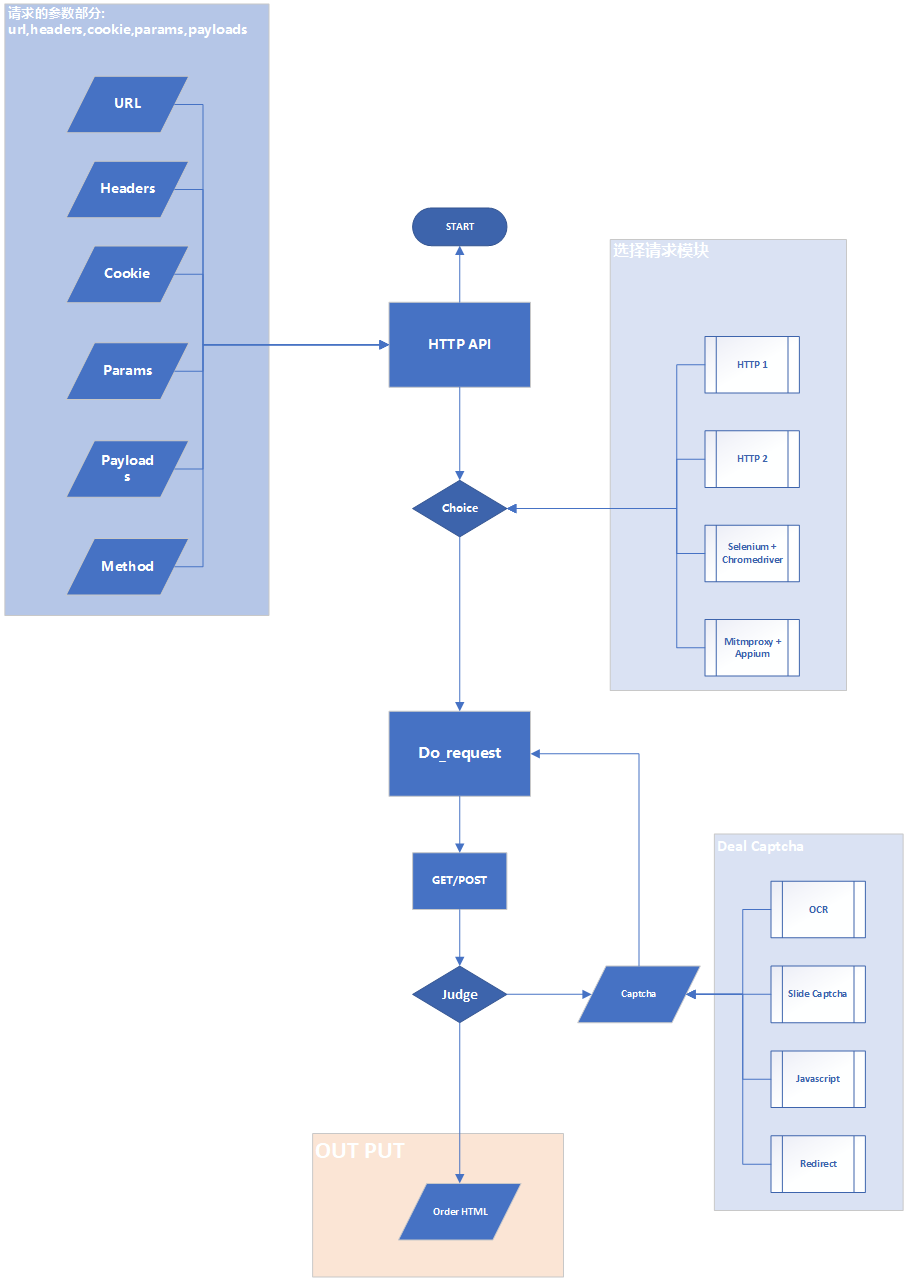 请求的参数部分:
url,headers,cookie,params,payloads
URL
Headers
Cookie
Params
Payload
s
Method
START
HTTP API
Choice
选择请求模块
HTTP 1
HTTP 2
Selenium +
Chromedriver
Mitmproxy +
Appium
Do_request
GET/POST
Judge
Captcha
Deal Captcha
OCR
Slide Captcha
Javascript
Redirect
OUT PUT
Order HTML